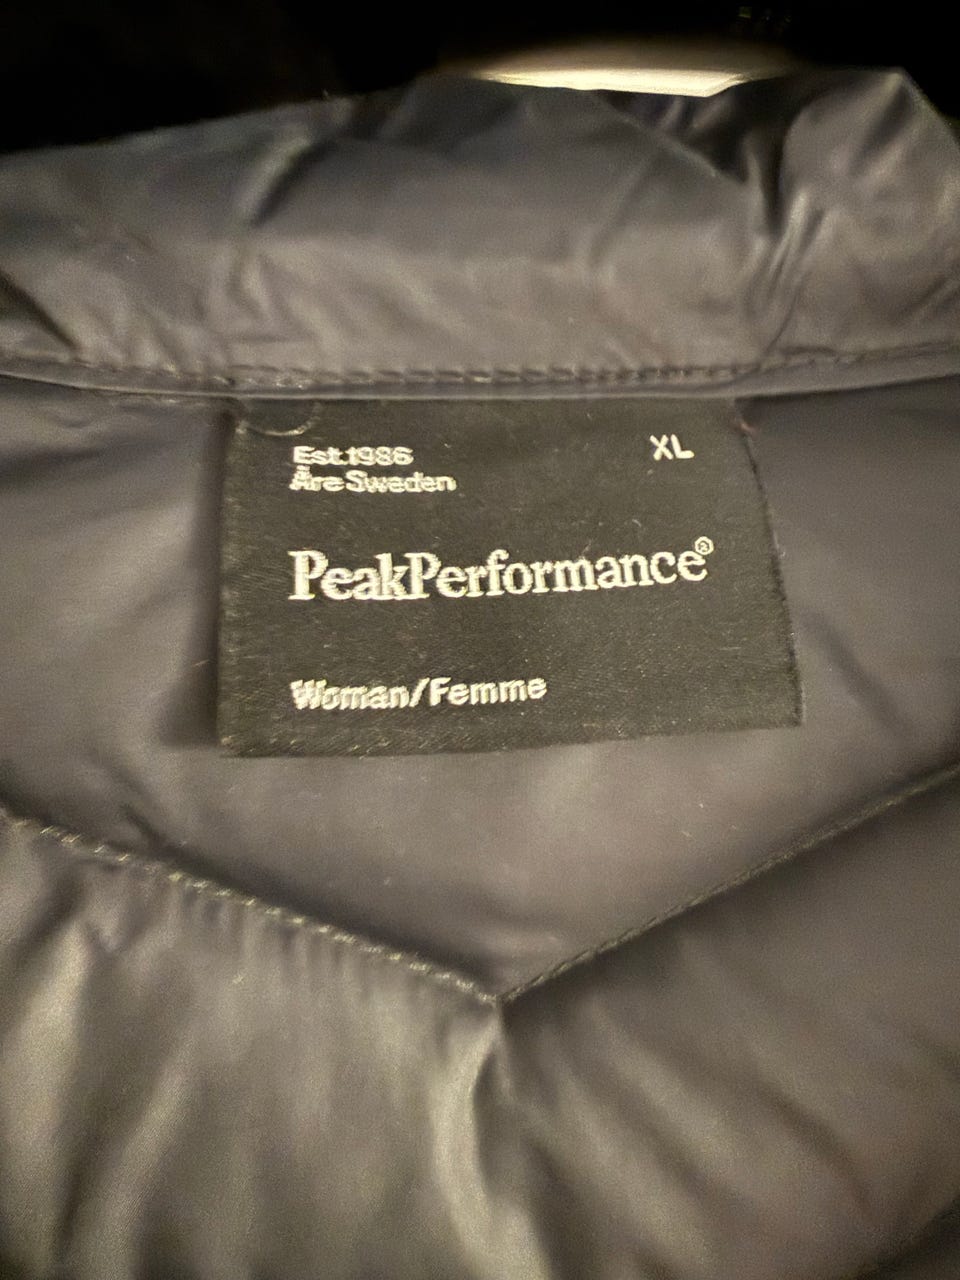 Est.1986
XL
Åre Sweden
PeakPerformance®
Woman/Femme